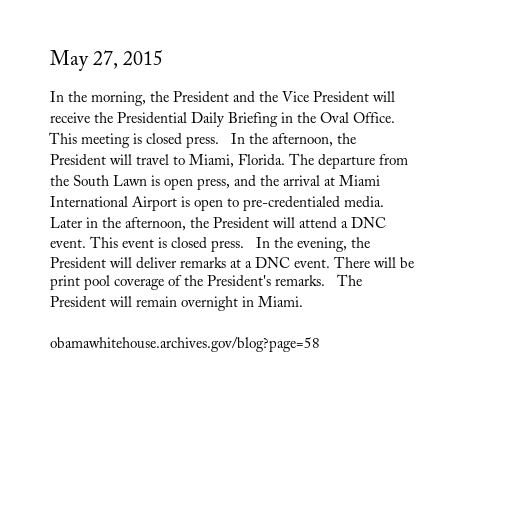 May 27, 2015
In the morning, the President and the Vice President will
receive the Presidential Daily Briefing in the Oval Office.
This meeting is closed press.   In the afternoon, the
President will travel to Miami, Florida. The departure from
the South Lawn is open press, and the arrival at Miami
International Airport is open to pre-credentialed media.
Later in the afternoon, the President will attend a DNC
event. This event is closed press.   In the evening, the
President will deliver remarks at a DNC event. There will be
print pool coverage of the President's remarks.   The
President will remain overnight in Miami.
obamawhitehouse.archives.gov/blog?page=58